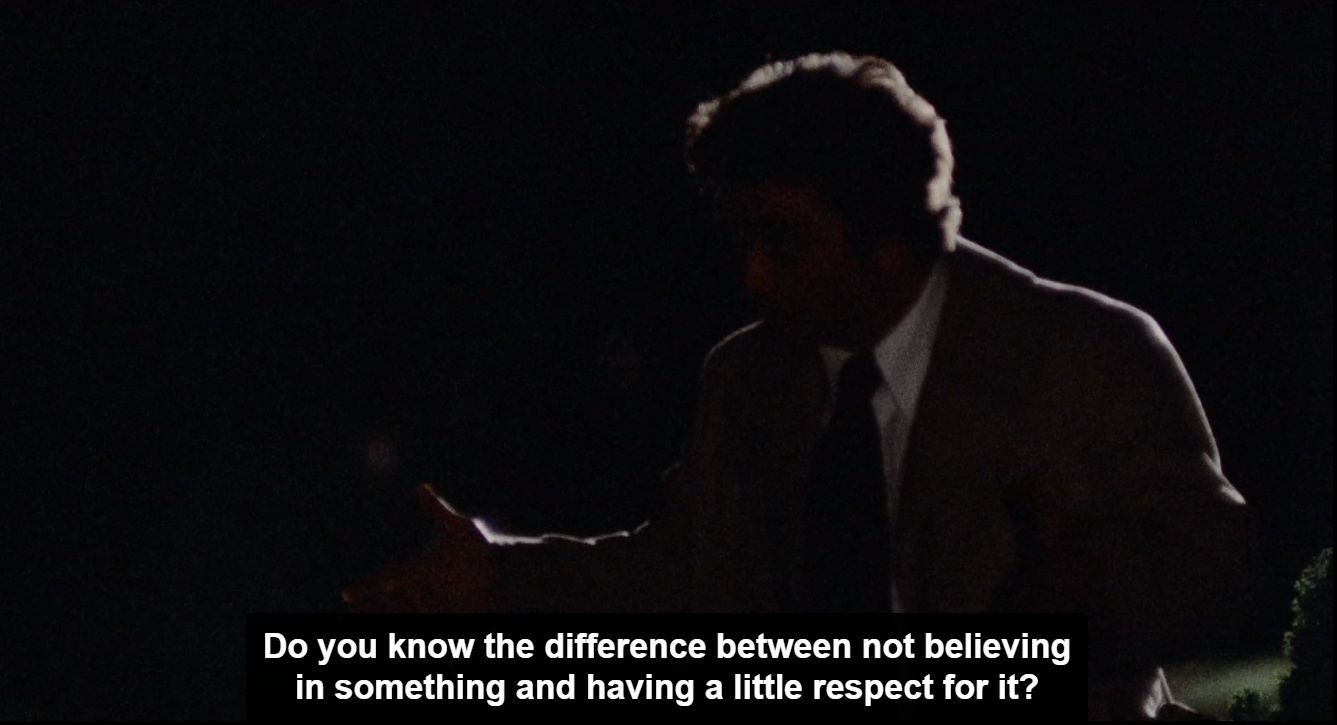 Do you know the difference between not believing
in something and having a little respect for it?